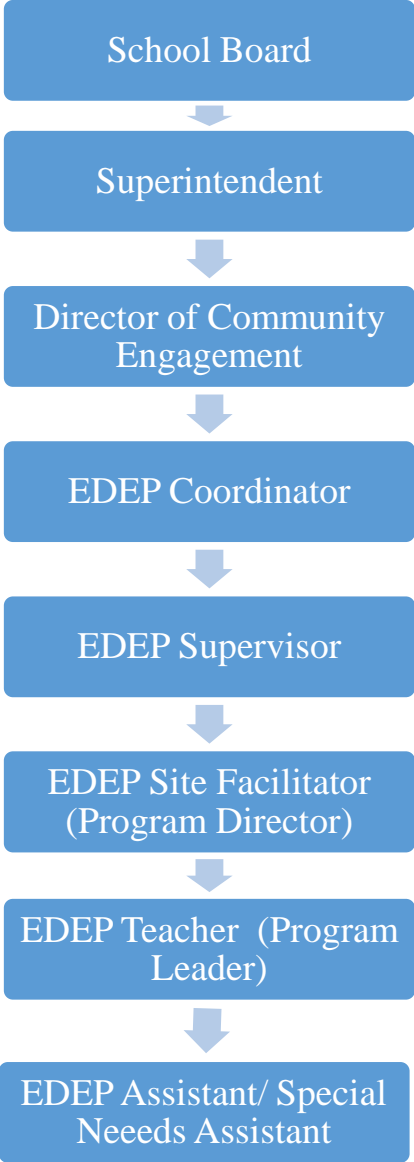 School Board
Superintendent
Director of Community
Engagement
EDEP Coordinator
EDEP Supervisor
EDEP Site Facilitator
(Program Director)
EDEP Teacher  (Program
Leader)
EDEP Assistant/ Special
Neeeds Assistant